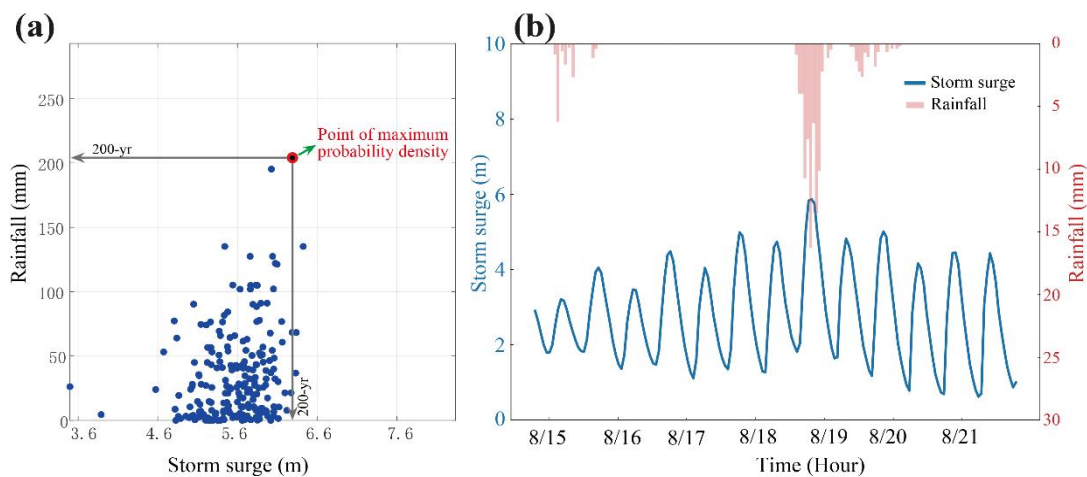 (a)
Rainfall (mm)
250
200
150
100
50
0
200-yr
Point of maximum
probability density
200-yr
3.6
4.6
5.6
6.6
7.6
Storm surge (m)
(b)
Storm surge (m)
10
8
6
4
2
0
Storm surge
Rainfall
0
5
10
15
20
25
30
Rainfall (mm)
8/15
8/16
8/17
8/18
8/19
8/20
8/21
Time (Hour)